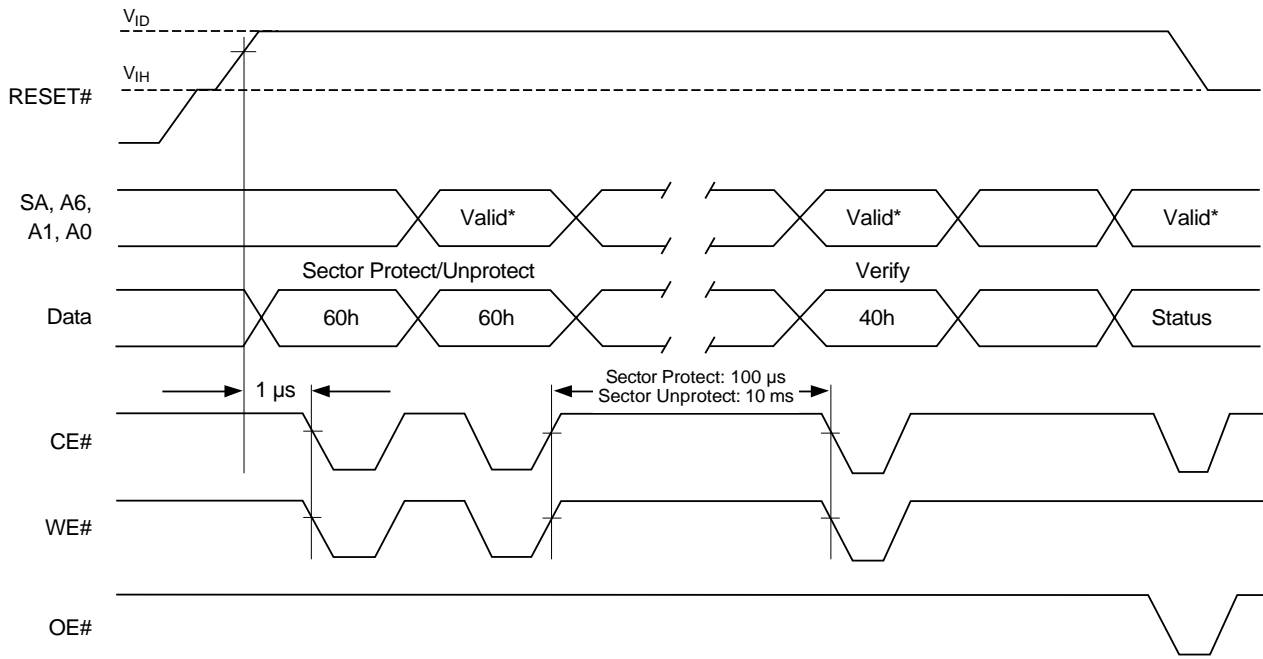 VID
VIH
RESET#
SA, A6,
A1, A0
Valid*
Valid*
Valid*
Sector Protect/Unprotect
Verify
Data
60h
60h
40h
Status
1 µs
Sector Protect: 100 µs
Sector Unprotect: 10 ms
CE#
WE#
OE#